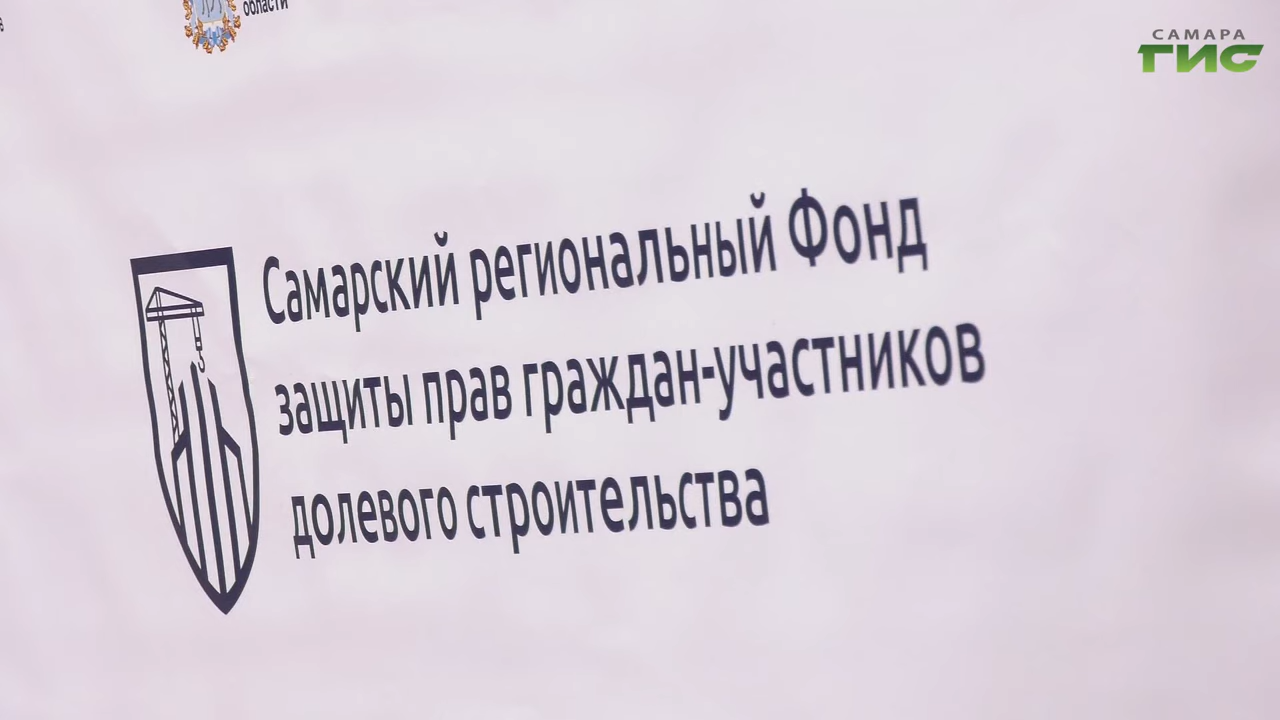 области
САМАРА
ГИС
Самарский региональный Фонд
защиты прав граждан-участников
долевого строительства